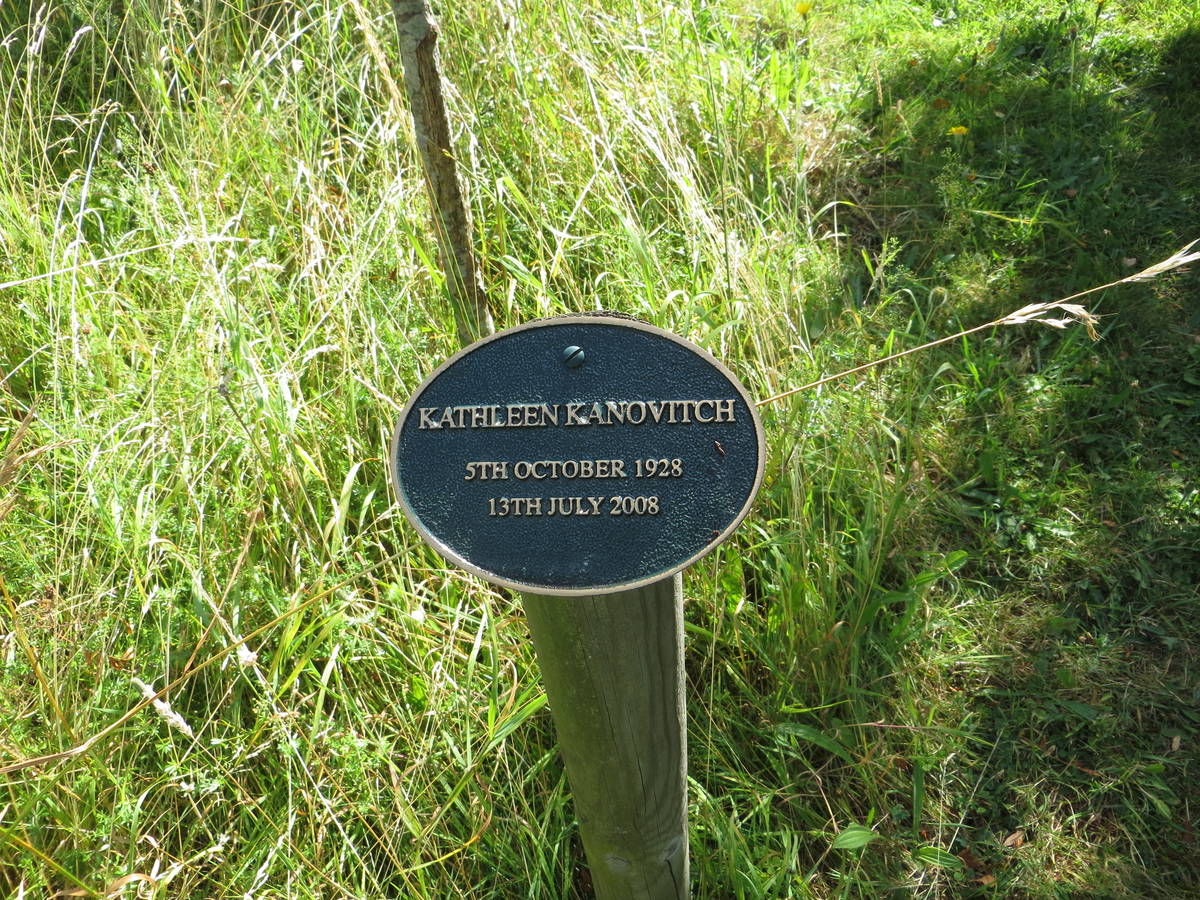 KATHLEEN KANOVITCH
5TH OCTOBER 1928
13TH JULY 2008